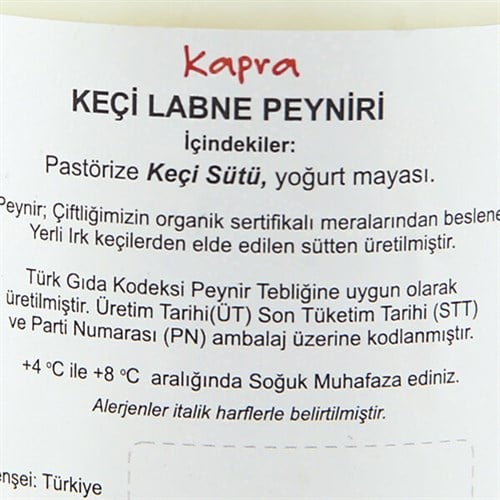 Kapra
KEÇİ LABNE PEYNİRİ
İçindekiler:
Pastörize Keçi Sütü, yoğurt mayası.
Peynir; Çiftliğimizin organik sertifikalı meralarından beslene
Yerli Irk keçilerden elde edilen sütten üretilmiştir.
Türk Gıda Kodeksi Peynir Tebliğine uygun olarak
üretilmiştir. Üretim Tarihi(ÜT) Son Tüketim Tarihi (STT)
ve Parti Numarası (PN) ambalaj üzerine kodlanmıştır.
+4 °C ile +8 °C aralığında Soğuk Muhafaza ediniz.
Alerjenler italik harflerle belirtilmiştir.
enşei: Türkiye